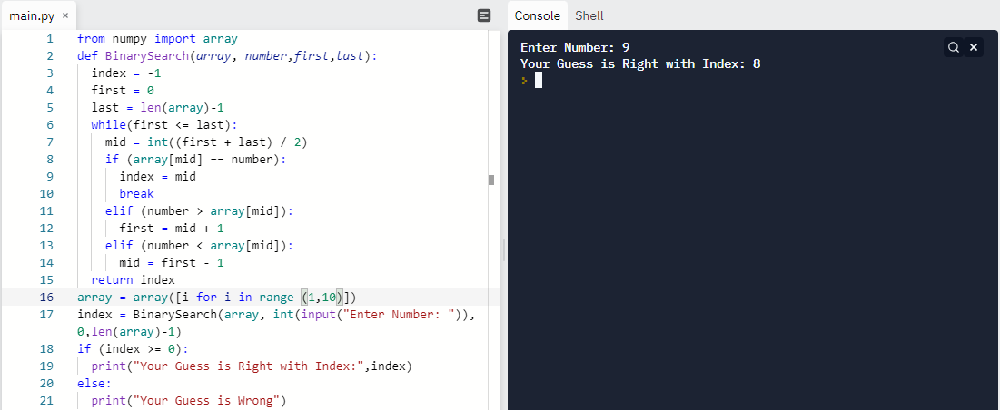 main.py ×
1 from numpy import array
2 def BinarySearch(array, number,first,last):
3 index = -1
4 first = 0
5 last = len(array)-1
6 while(first <= last):
7 mid = int((first + last) / 2)
8 if (array[mid] == number):
9 index = mid
10 break
11 elif (number > array[mid]):
12 first = mid + 1
13 elif (number < array[mid]):
14 mid = first - 1
15 return index
16 array = array([i for i in range (1,10)])
17 index = BinarySearch(array, int(input("Enter Number: ")),
0,len(array)-1)
18 if (index >= 0):
19 print("Your Guess is Right with Index:",index)
20 else:
21 print("Your Guess is Wrong")
Console Shell
Enter Number: 9
Your Guess is Right with Index: 8